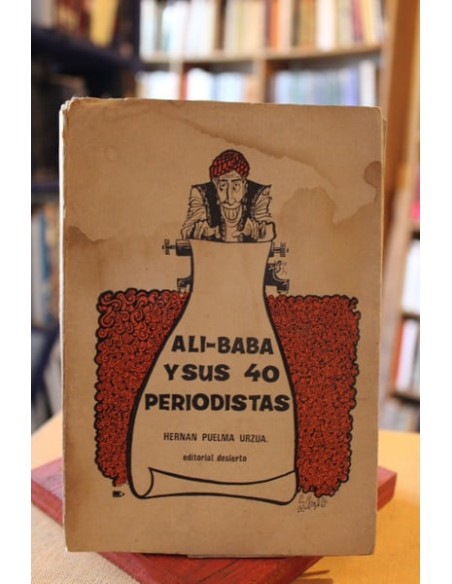 ALI-BABA
Y SUS 40
PERIODISTAS
HERNAN PUELMA URZUA.
editorial desierto